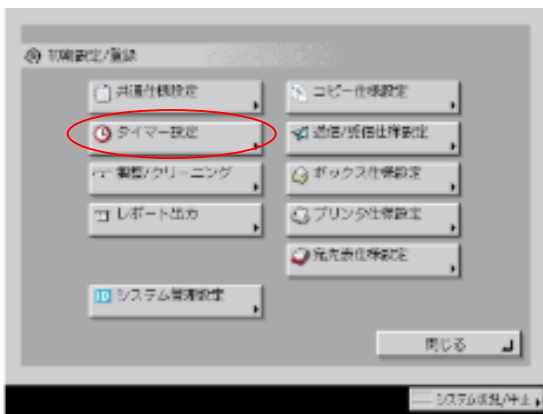 初期設定/登録
共通仕様設定
コピー仕様設定
タイマー設定
送信/受信仕様設定
調整/クリーニング
ボックス仕様設定
レポート出力
プリンタ仕様設定
宛先表仕様設定
ID システム管理設定
閉じる
システム状況/中止